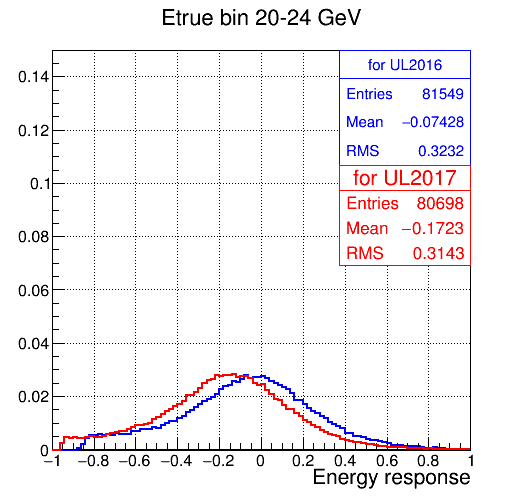 Etrue bin 20-24 GeV
for UL2016
Entries 81549
Mean −0.07428
RMS 0.3232
for UL2017
Entries 80698
Mean −0.1723
RMS 0.3143
0.14
0.12
0.1
0.08
0.06
0.04
0.02
0
−1 −0.8 −0.6 −0.4 −0.2 0 0.2 0.4 0.6 0.8 1
Energy response